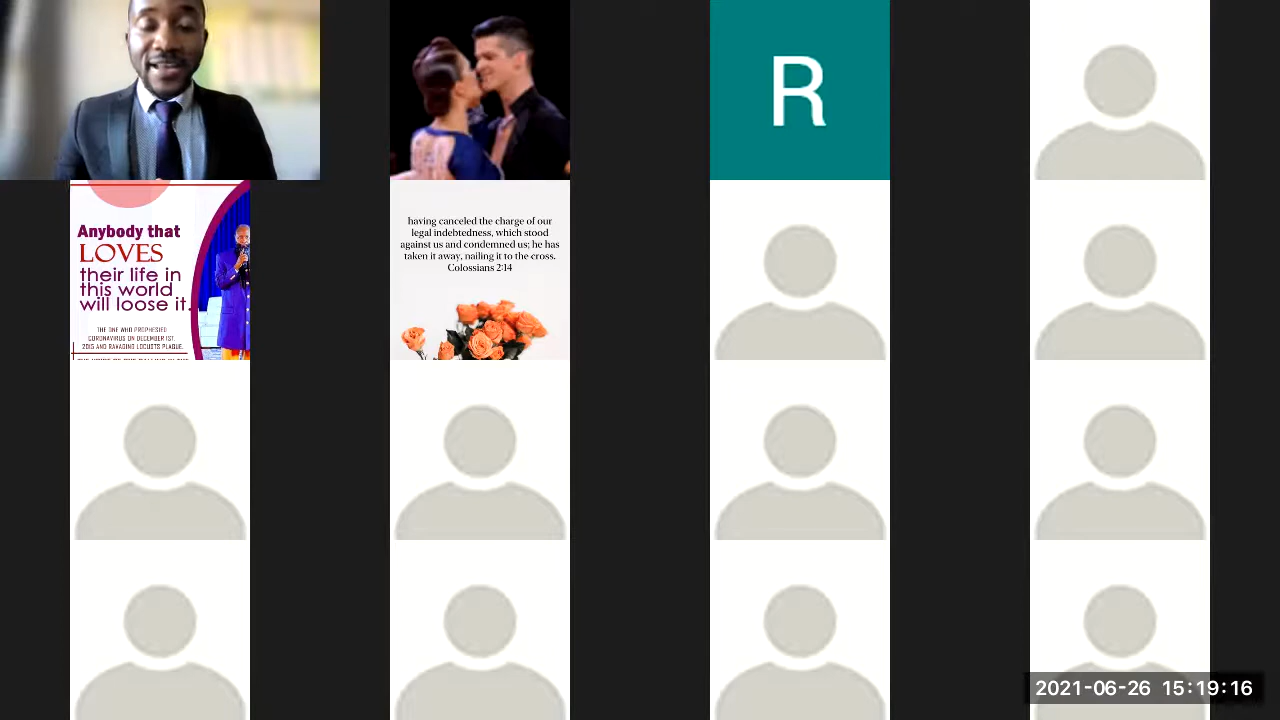 R
Anybody that
LOVES
their life in
this world
will loose it.
THE ONE WHO PROPHESIED
CORONAVIRUS ON DECEMBER 1ST,
2015 AND RAVAGING LOCUSTS PLAGUE.
having canceled the charge of our
legal indebtedness, which stood
against us and condemned us; he has
taken it away, nailing it to the cross.
Colossians 2:14
2021-06-26 15:19:16